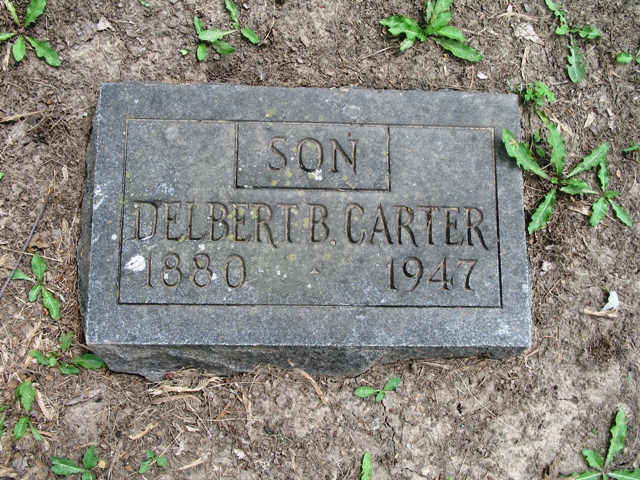 SON
DELBERT B. CARTER
1880 1947